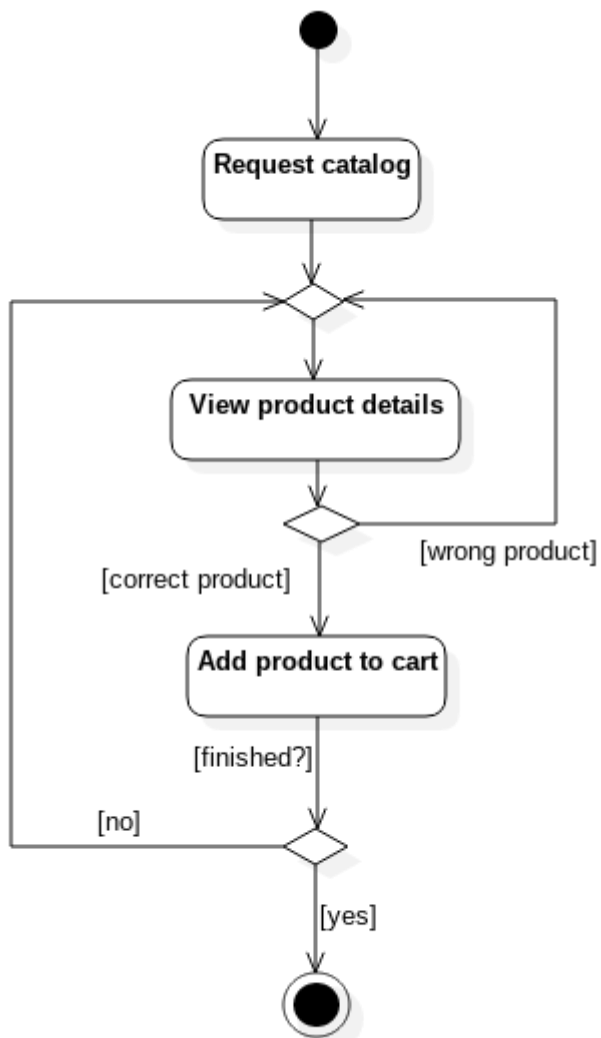 Request catalog
View product details
[wrong product]
[correct product]
Add product to cart
[finished?]
[no]
[yes]